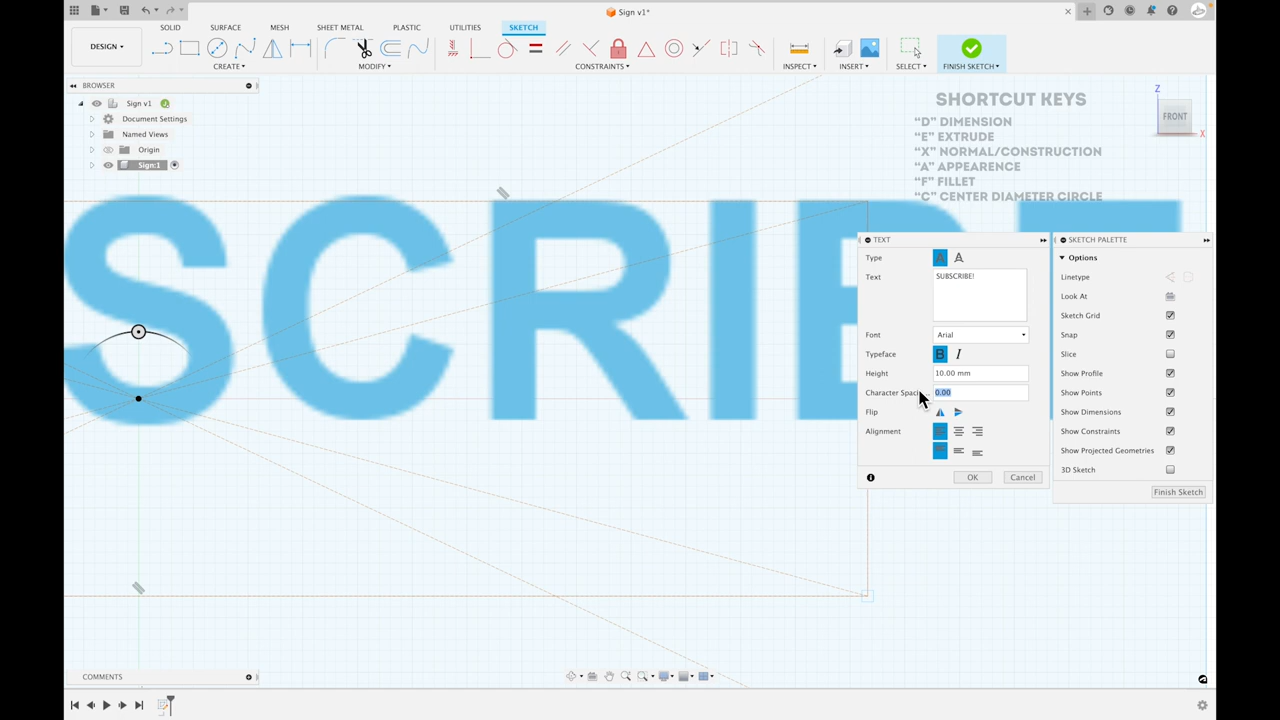 Sign v1*
SOLID SURFACE MESH SHEET METAL PLASTIC UTILITIES SKETCH
DESIGN
CREATE MODIFY CONSTRAINTS INSPECT INSERT SELECT FINISH SKETCH
BROWSER
Sign v1
Document Settings
Named Views
Origin
Sign:1
SHORTCUT KEYS
“D” DIMENSION
“E” EXTRUDE
“X” NORMAL/CONSTRUCTION
“A” APPEARENCE
“F” FILLET
“C” CENTER DIAMETER CIRCLE
Z
FRONT
X
SCRIB
TEXT
Type
Text
SUBSCRIBE!
Font Arial
Typeface B I
Height 10.00 mm
Character Spaci 0.00
Flip
Alignment
OK Cancel
SKETCH PALETTE
Options
Linetype
Look At
Sketch Grid
Snap
Slice
Show Profile
Show Points
Show Dimensions
Show Constraints
Show Projected Geometries
3D Sketch
Finish Sketch
COMMENTS